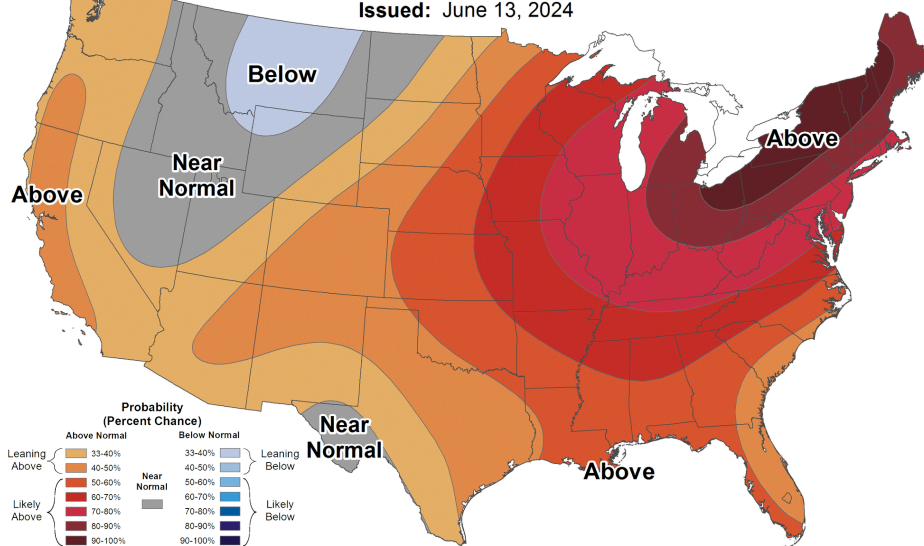 Issued: June 13, 2024
Below
Above
Near
Normal
Above
Near
Normal
Above
Probability
(Percent Chance)
Above Normal
Below Normal
Leaning
Above
33-40%
40-50%
Likely
Above
50-60%
60-70%
70-80%
80-90%
90-100%
Near
Normal
33-40%
40-50%
Leaning
Below
50-60%
60-70%
70-80%
80-90%
90-100%
Likely
Below